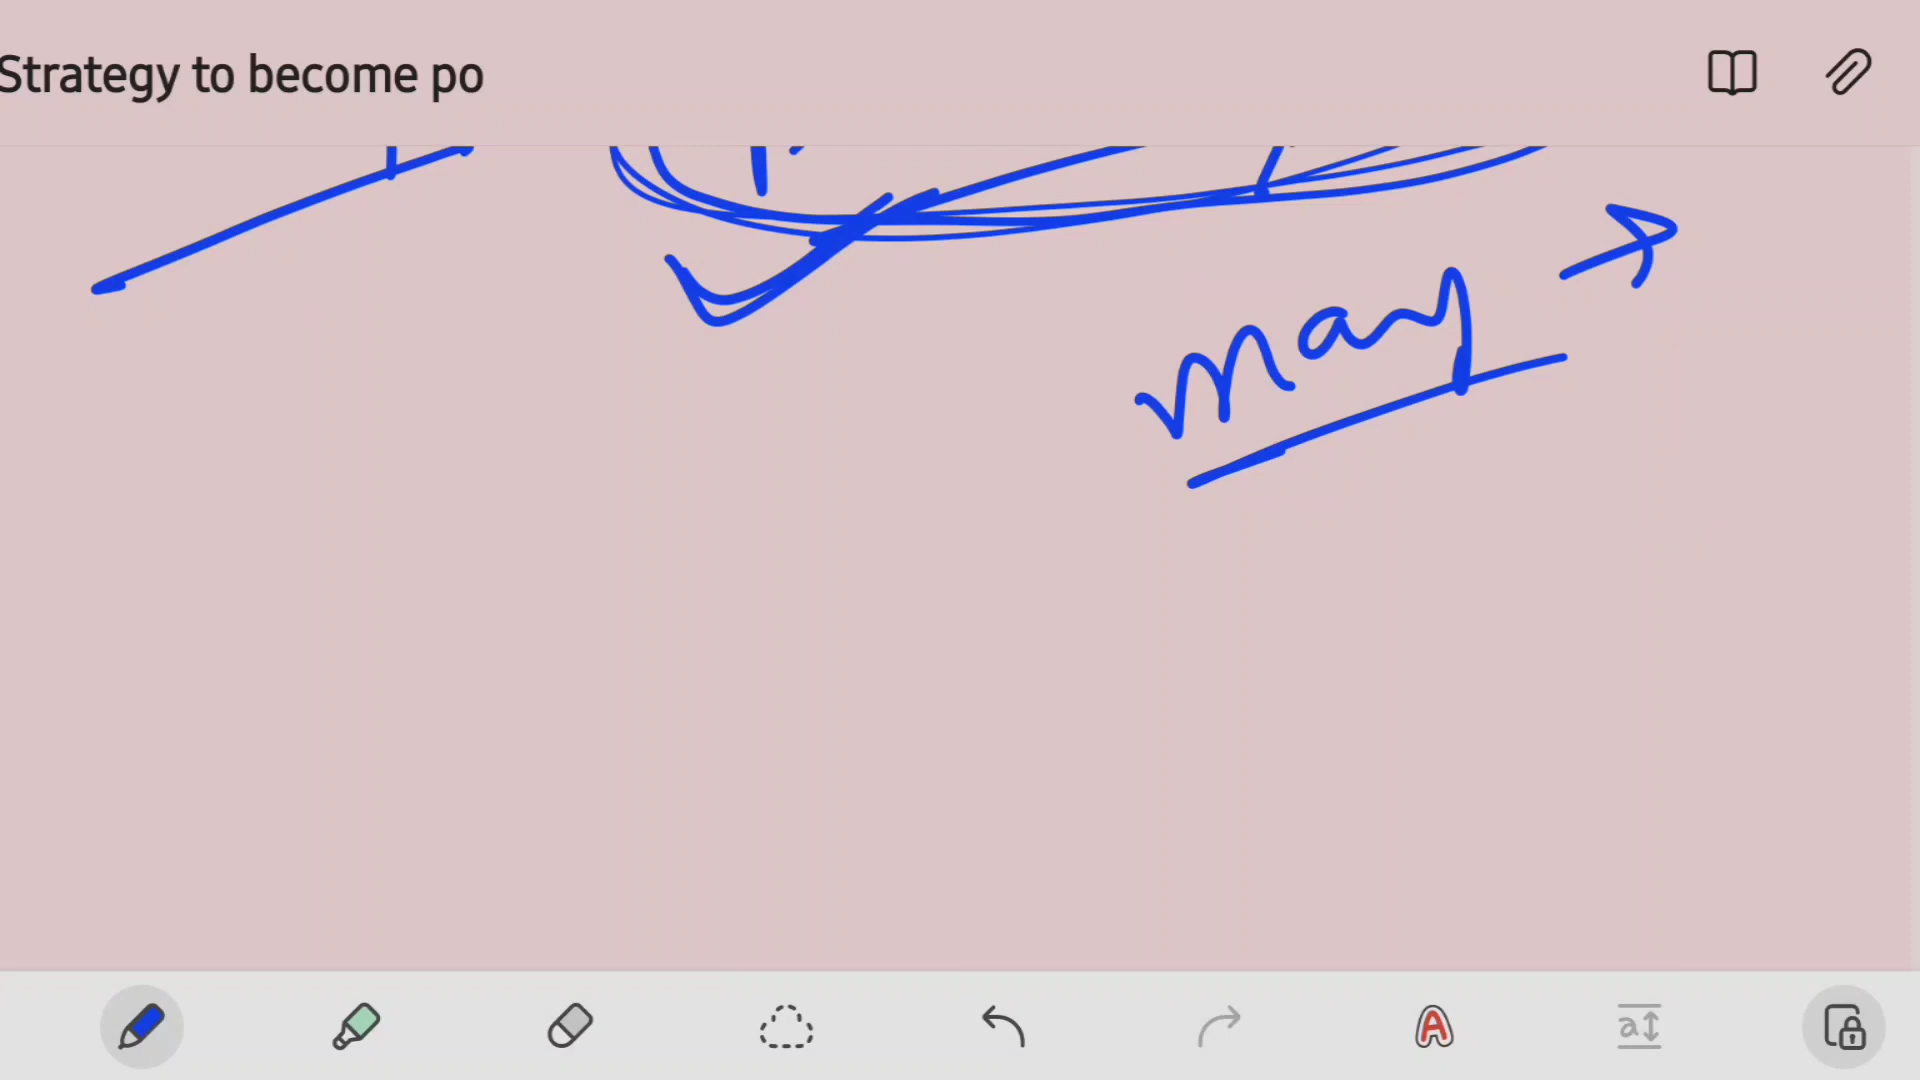 Strategy to become po
may →